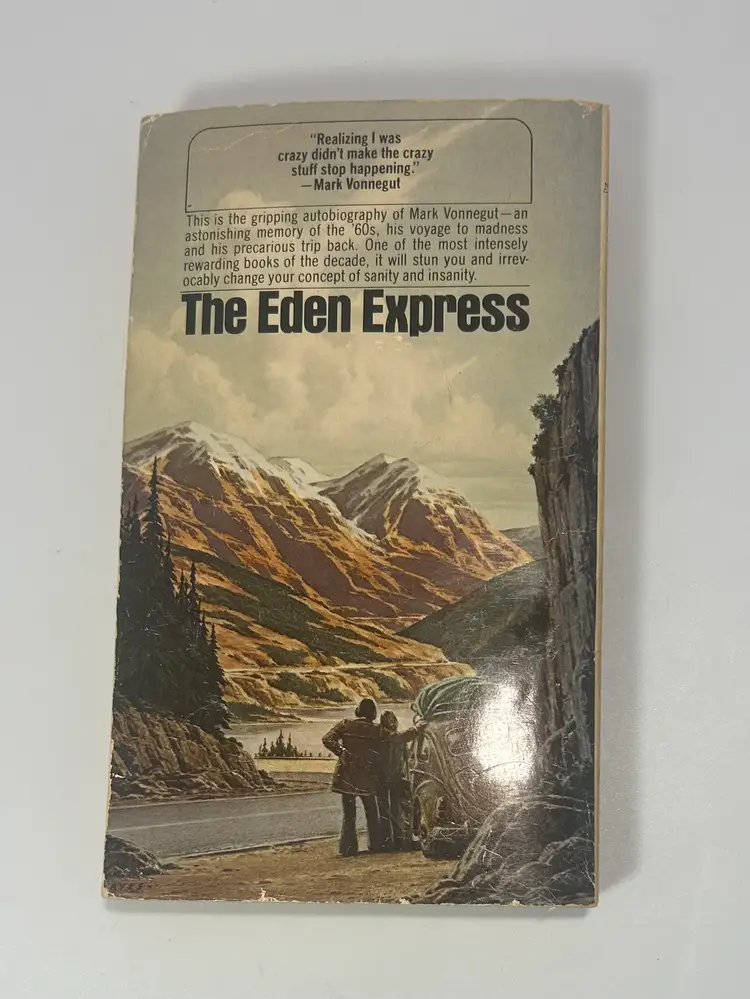 “Realizing I was
crazy didn’t make the crazy
stuff stop happening.”
—Mark Vonnegut
This is the gripping autobiography of Mark Vonnegut—an
astonishing memory of the ’60s, his voyage to madness
and his precarious trip back. One of the most intensely
rewarding books of the decade, it will stun you and irrev-
ocably change your concept of sanity and insanity.
The Eden Express